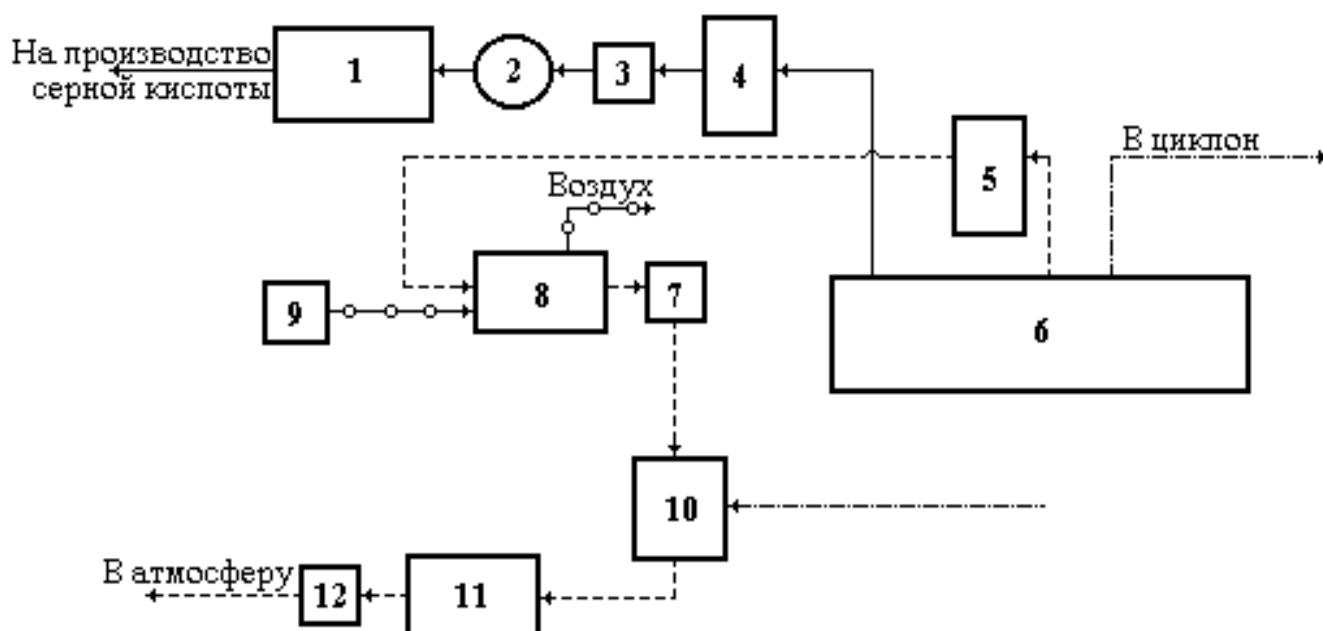 На производство
серной кислоты
1
2
3
4
В циклон
5
Воздух
8
7
9
6
10
В атмосферу
12
11